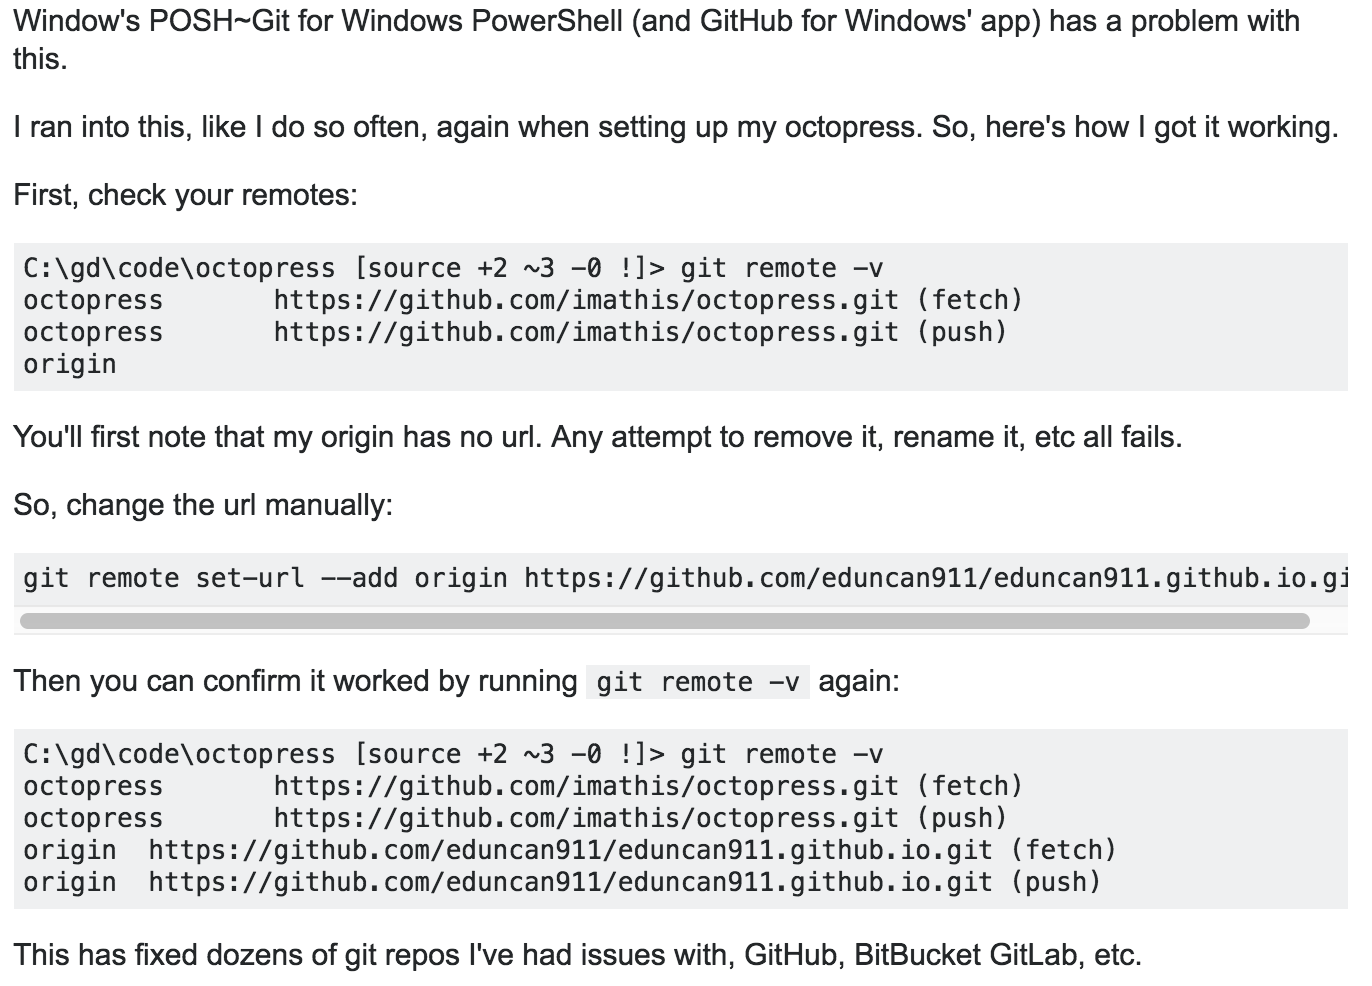 Window's POSH~Git for Windows PowerShell (and GitHub for Windows' app) has a problem with
this.
I ran into this, like I do so often, again when setting up my octopress. So, here's how I got it working.
First, check your remotes:
C:\gd\code\octopress [source +2 ~3 -0 !]> git remote -v
octopress       https://github.com/imathis/octopress.git (fetch)
octopress       https://github.com/imathis/octopress.git (push)
origin
You'll first note that my origin has no url. Any attempt to remove it, rename it, etc all fails.
So, change the url manually:
git remote set-url --add origin https://github.com/eduncan911/eduncan911.github.io.gi
Then you can confirm it worked by running git remote -v again:
C:\gd\code\octopress [source +2 ~3 -0 !]> git remote -v
octopress       https://github.com/imathis/octopress.git (fetch)
octopress       https://github.com/imathis/octopress.git (push)
origin  https://github.com/eduncan911/eduncan911.github.io.git (fetch)
origin  https://github.com/eduncan911/eduncan911.github.io.git (push)
This has fixed dozens of git repos I've had issues with, GitHub, BitBucket GitLab, etc.